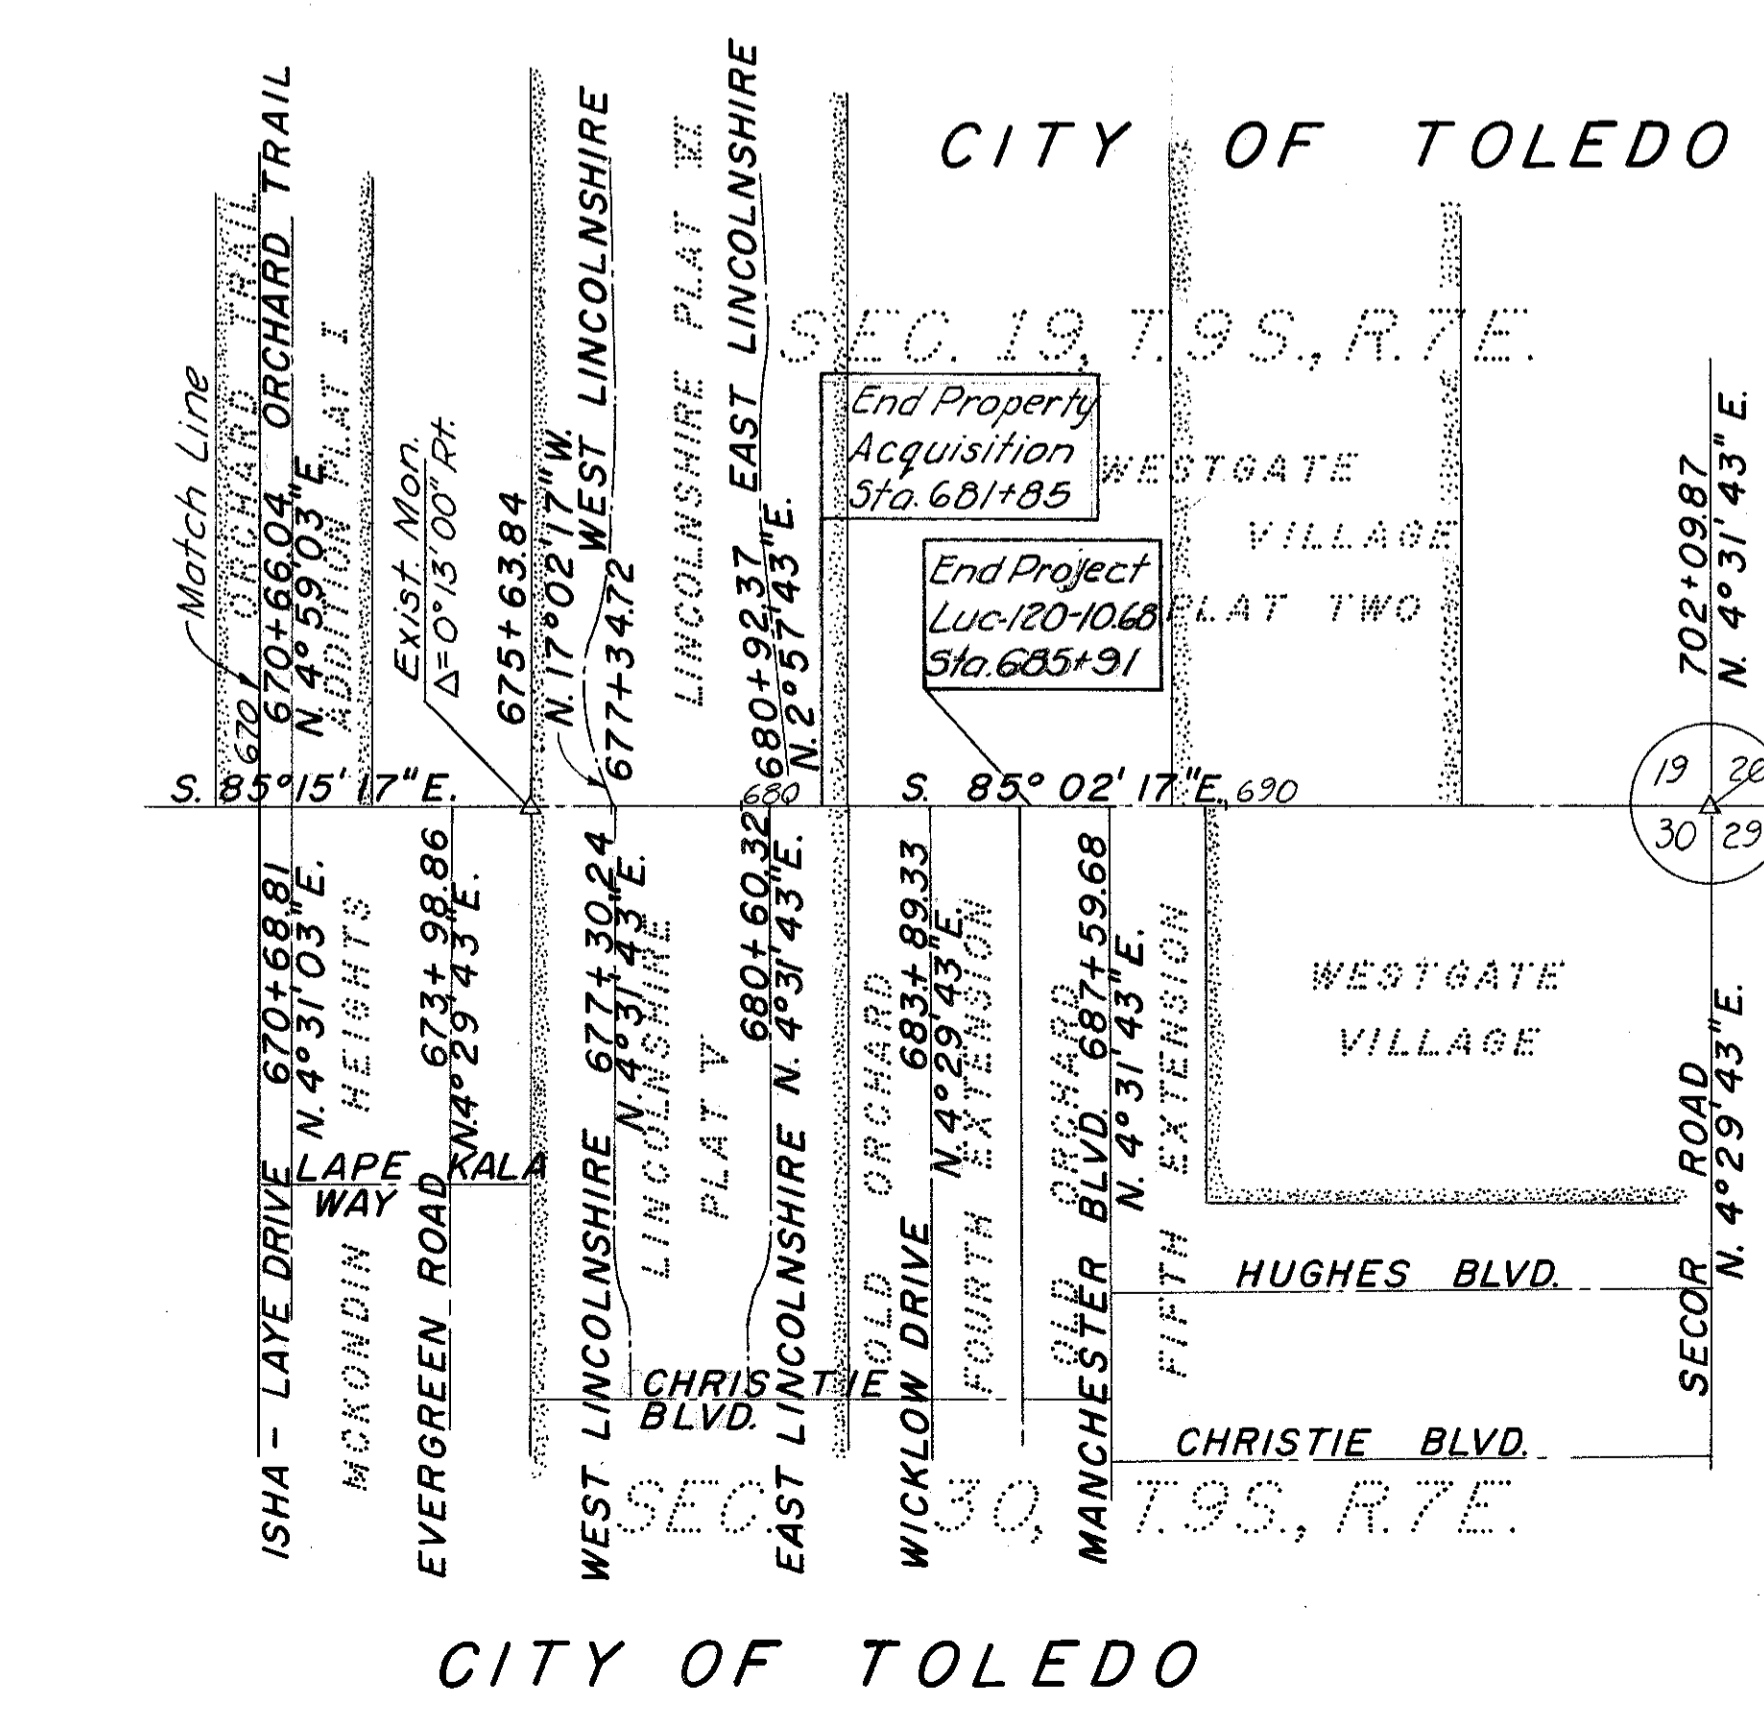 CITY OF TOLEDO
Match Line
ORCHARD TRAIL
ADDITION PLAT I
670+66.04 ORCHARD TRAIL
N. 4°59'03"E.
Exist. Mon.
Δ=0°13'00" Rt.
675+63.84
N.17°02'17"W.
WEST LINCOLNSHIRE
677+34.72
LINCOLNSHIRE PLAT VI
680+92.37 EAST LINCOLNSHIRE
N.2°57'43"E.
SEC. 19, T.9S., R.7E.
End Property
Acquisition
Sta.681+85
WESTGATE
VILLAGE
PLAT TWO
End Project
Luc-120-10.68
Sta.685+91
702+09.87
N. 4°31'43"E.
670
S. 85°15'17"E.
680
S. 85°02'17"E.
690
19 20
30 29
ISHA-LAYE DRIVE 670+68.81
N.4°31'03"E.
MCKONDIN HEIGHTS
LAPE KALA
WAY
EVERGREEN ROAD 673+98.86
N.4°29'43"E.
WEST LINCOLNSHIRE 677+30.24
N.4°31'43"E.
LINCOLNSHIRE
PLAT V
680+60.32
EAST LINCOLNSHIRE N. 4°31'43"E.
CHRISTIE
BLVD.
OLD ORCHARD
FOURTH EXTENSION
WICKLOW DRIVE 683+89.33
N.4°29'43"E.
OLD ORCHARD
FIFTH EXTENSION
MANCHESTER BLVD. 687+59.68
N. 4°31'43"E.
WESTGATE
VILLAGE
HUGHES BLVD.
CHRISTIE BLVD.
SECOR ROAD
N. 4°29'43"E.
SEC. 30, T.9S., R.7E.
CITY OF TOLEDO